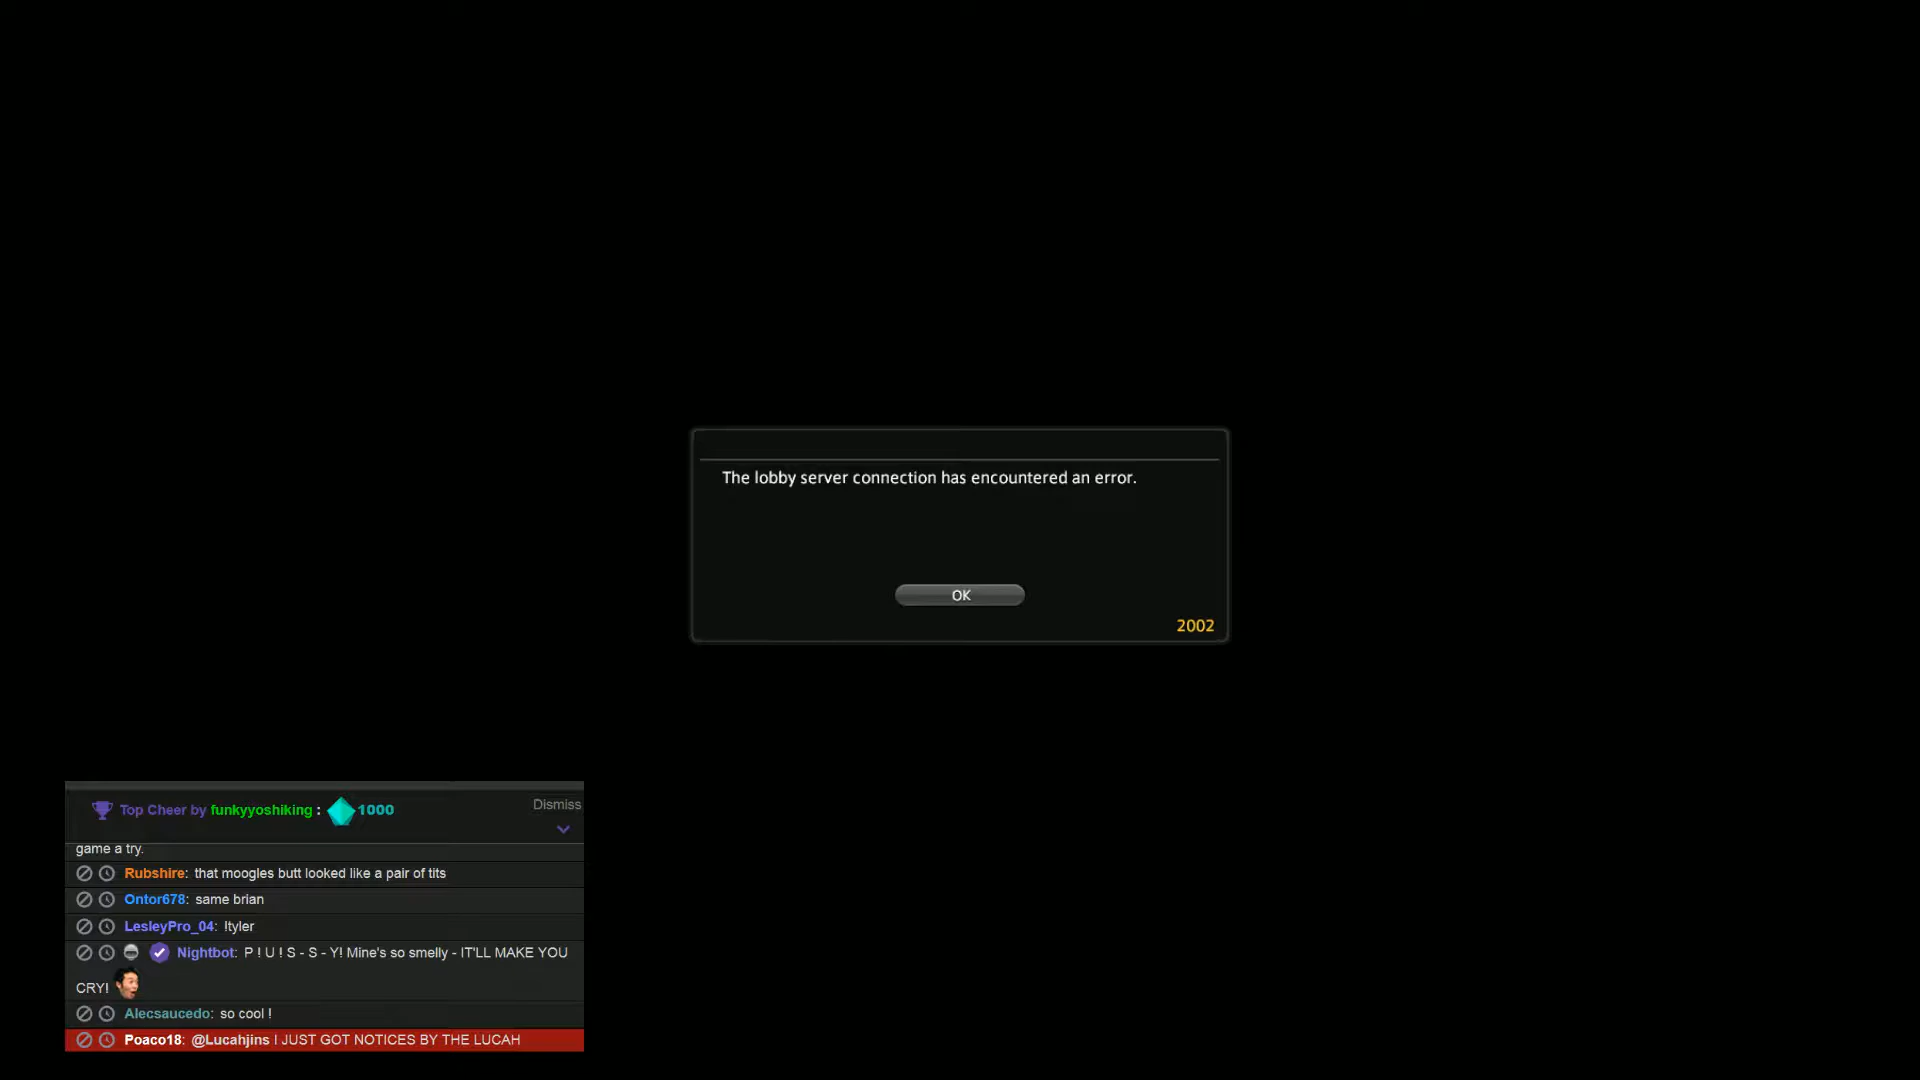 The lobby server connection has encountered an error.
OK
2002
Top Cheer by funkyyoshiking : 1000
Dismiss
game a try.
Rubshire: that moogles butt looked like a pair of tits
Ontor678: same brian
LesleyPro_04: !tyler
Nightbot: P ! U ! S - S - Y! Mine's so smelly - IT'LL MAKE YOU
CRY!
Alecsaucedo: so cool !
Poaco18: @Lucahjins I JUST GOT NOTICES BY THE LUCAH